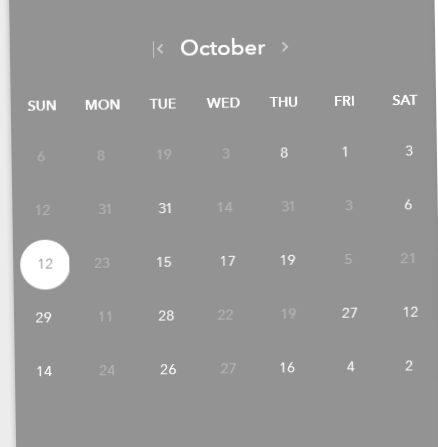 |< October >
SUN MON TUE WED THU FRI SAT
6 8 19 3 8 1 3
12 31 31 14 31 3 6
12 23 15 17 19 5 21
29 11 28 22 19 27 12
14 24 26 27 16 4 2